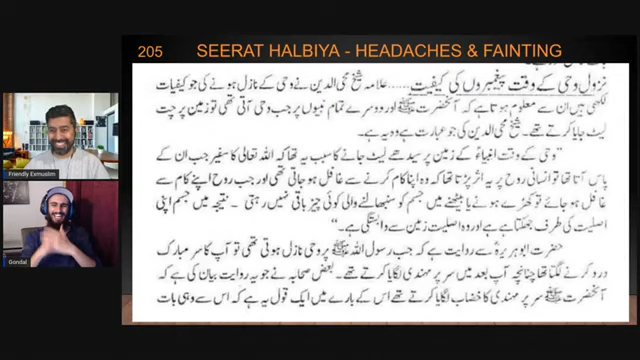 205 SEERAT HALBIYA - HEADACHES & FAINTING
نزول وحی کے وقت پیغمبروں کی کیفیت ...... علامہ شیخ محی الدین نے وحی کے نازل ہونے کی جو کیفیات
لکھی ہیں ان سے معلوم ہوتا ہے کہ آنحضرت ﷺ اور دوسرے تمام نبیوں پر جب وحی آتی تھی تو زمین پر چت
لیٹ جایا کرتے تھے۔ شیخ محی الدین کی جو عبارت ہے وہ یہ ہے۔
"وحی کے وقت انبیاء کے زمین پر سیدھے لیٹ جانے کا سبب یہ تھا کہ اللہ تعالی کا سفیر جب ان کے
پاس آتا تھا تو انسانی روح پر یہ اثر پڑتا تھا کہ وہ اپنا کام کرنے سے غافل ہو جاتی تھی اور جب روح اپنے کام سے
غافل ہو جائے تو کھڑے ہونے یا بیٹھنے میں جسم کو سنبھالنے والی کوئی چیز باقی نہیں رہتی۔ نتیجہ میں جسم اپنی
اصلیت کی طرف جھکتا ہے اور وہ اصلیت زمین سے وابستگی ہے۔"
حضرت ابو ہریرہؓ سے روایت ہے کہ جب رسول اللہ ﷺ پر وحی نازل ہوتی تھی تو آپ کا سر مبارک
درد کرنے لگتا تھا چنانچہ آپ بعد میں سر پر مہندی لگایا کرتے تھے۔ بعض صحابہ نے جو یہ روایت بیان کی ہے کہ
آنحضرت ﷺ سر پر مہندی کا خضاب لگایا کرتے تھے اس کے بارے میں ایک قول یہ ہے کہ اس سے وہی بات
Friendly Exmuslim
Gondal